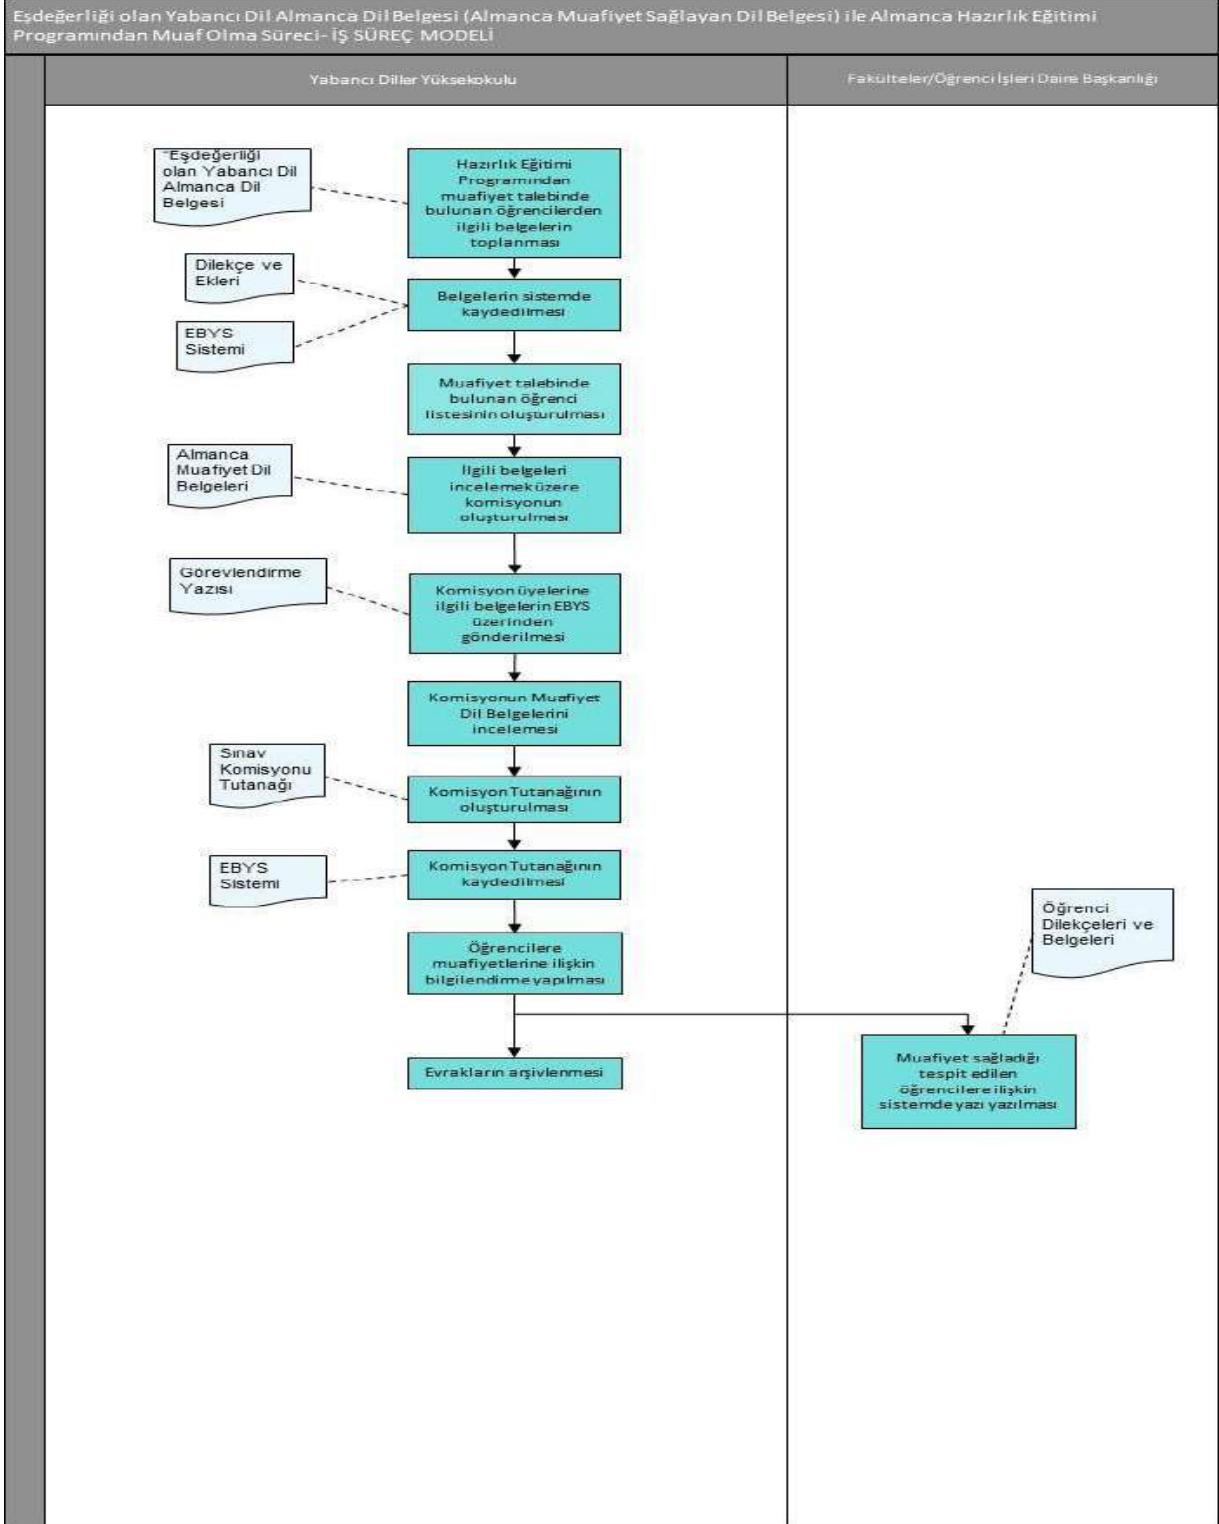 Eşdeğerliği olan Yabancı Dil Almanca Dil Belgesi (Almanca Muafiyet Sağlayan Dil Belgesi) ile Almanca Hazırlık Eğitimi
Programından Muaf Olma Süreci- İŞ SÜREÇ MODELİ
Yabancı Diller Yüksekokulu
Fakülteler/Öğrenci İşleri Daire Başkanlığı
"Eşdeğerliği
olan Yabancı Dil
Almanca Dil
Belgesi
Hazırlık Eğitimi
Programından
muafiyet talebinde
bulunan öğrencilerden
ilgili belgelerin
toplanması
Dilekçe ve
Ekleri
Belgelerin sistemde
kaydedilmesi
EBYS
Sistemi
Muafiyet talebinde
bulunan öğrenci
listesinin oluşturulması
Almanca
Muafiyet Dil
Belgeleri
İlgili belgeleri
incelemek üzere
komisyonun
oluşturulması
Görevlendirme
Yazısı
Komisyon üyelerine
ilgili belgelerin EBYS
üzerinden
gönderilmesi
Komisyonun Muafiyet
Dil Belgelerini
incelemesi
Sınav
Komisyonu
Tutanağı
Komisyon Tutanağının
oluşturulması
EBYS
Sistemi
Komisyon Tutanağının
kaydedilmesi
Öğrencilere
muafiyetlerine ilişkin
bilgilendirme yapılması
Öğrenci
Dilekçeleri ve
Belgeleri
Evrakların arşivlenmesi
Muafiyet sağladığı
tespit edilen
öğrencilere ilişkin
sistemde yazı yazılması